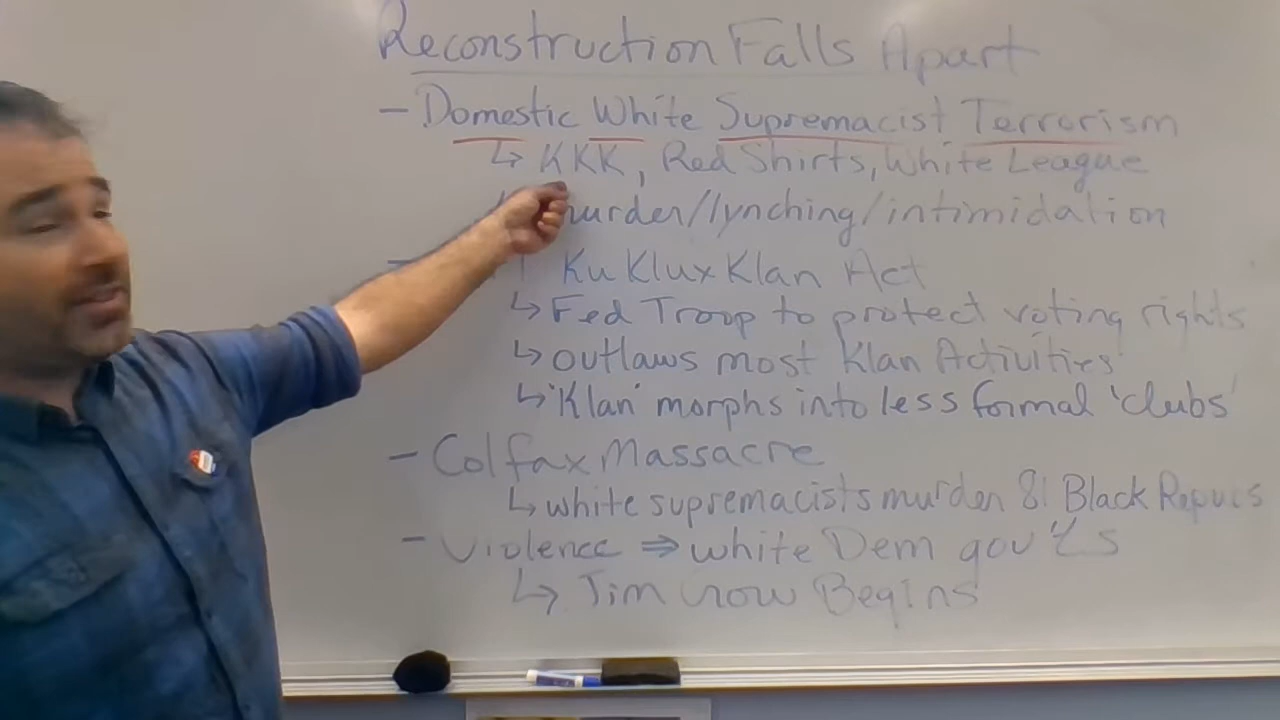 Reconstruction Falls Apart
- Domestic White Supremacist Terrorism
↳ KKK, Red Shirts, White League
murder/lynching/intimidation
Ku Klux Klan Act
↳ Fed Troop to protect voting rights
↳ outlaws most Klan Activities
↳ 'Klan' morphs into less formal 'clubs'
- Colfax Massacre
↳ white supremacists murder 81 Black Repubs
- Violence ⇒ white Dem gov'ts
↳ Jim Crow Begins